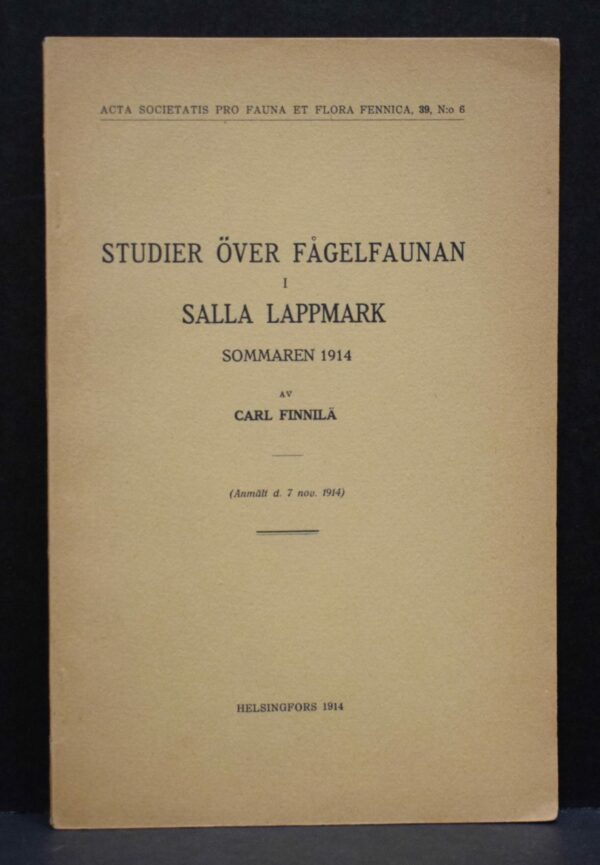 ACTA SOCIETATIS PRO FAUNA ET FLORA FENNICA, 39, N:o 6
STUDIER ÖVER FÅGELFAUNAN
I
SALLA LAPPMARK
SOMMAREN 1914
AV
CARL FINNILÄ
(Anmält d. 7 nov. 1914)
HELSINGFORS 1914